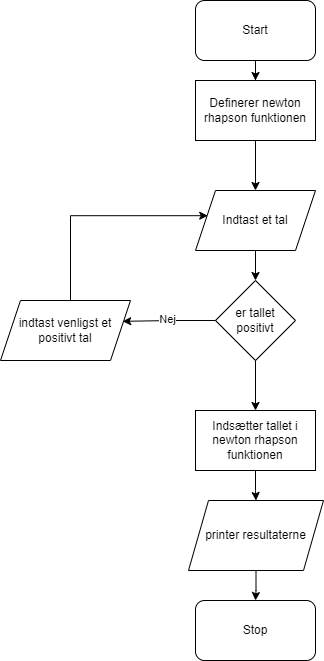 Start
Definerer newton
rhapson funktionen
Indtast et tal
er tallet
positivt
Nej
indtast venligst et
positivt tal
Indsætter tallet i
newton rhapson
funktionen
printer resultaterne
Stop